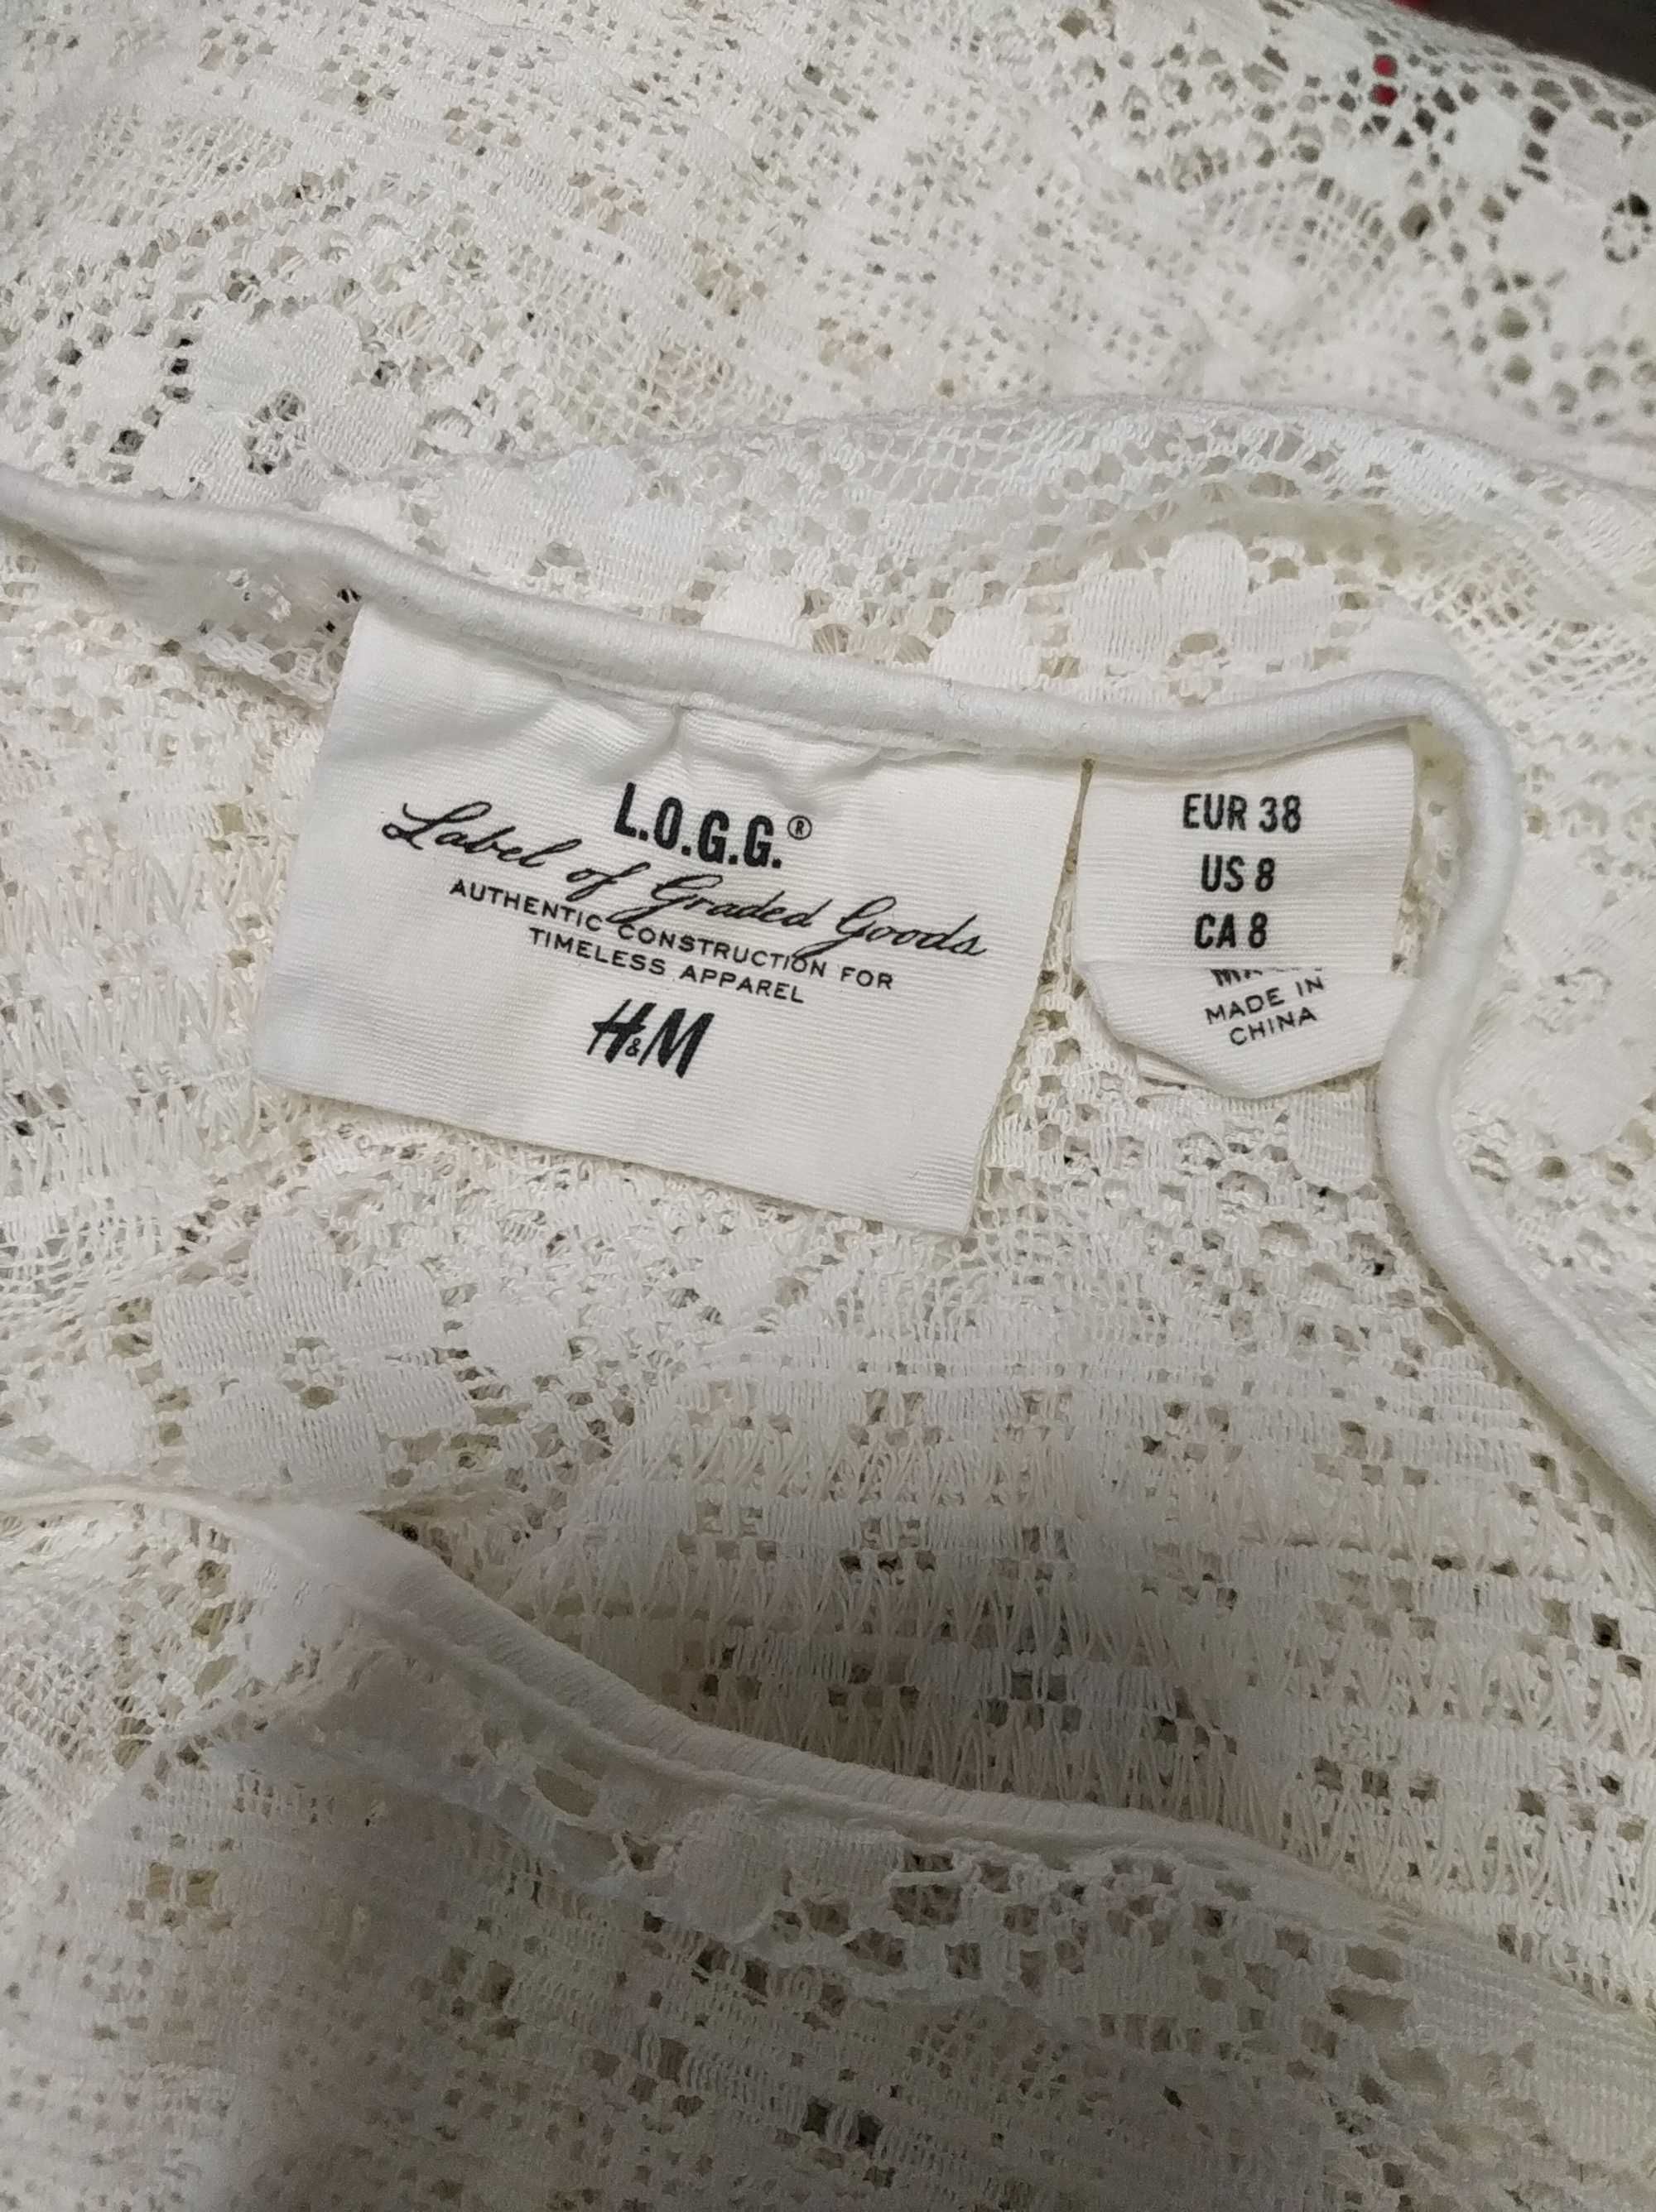 L.O.G.G.®
Label of Graded Goods
AUTHENTIC CONSTRUCTION FOR
TIMELESS APPAREL
H&M
EUR 38
US 8
CA 8
MADE IN
CHINA